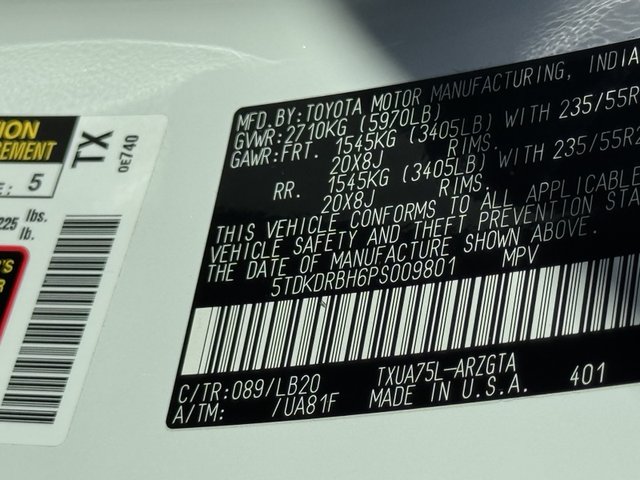 TION
CEMENT
TX
0E740
E: 5
225 lbs.
lb.
R'S
R
MFD.BY:TOYOTA MOTOR MANUFACTURING, INDIA
GVWR:2710KG (5970LB)
GAWR:FRT. 1545KG (3405LB) WITH 235/55R
20X8J RIMS.
RR. 1545KG (3405LB) WITH 235/55R2
20X8J RIMS.
THIS VEHICLE CONFORMS TO ALL APPLICABLE
VEHICLE SAFETY AND THEFT PREVENTION STA
THE DATE OF MANUFACTURE SHOWN ABOVE.
5TDKDRBH6PS009801 MPV
C/TR:089/LB20 TXUA75L-ARZGTA
A/TM: /UA81F MADE IN U.S.A. 401